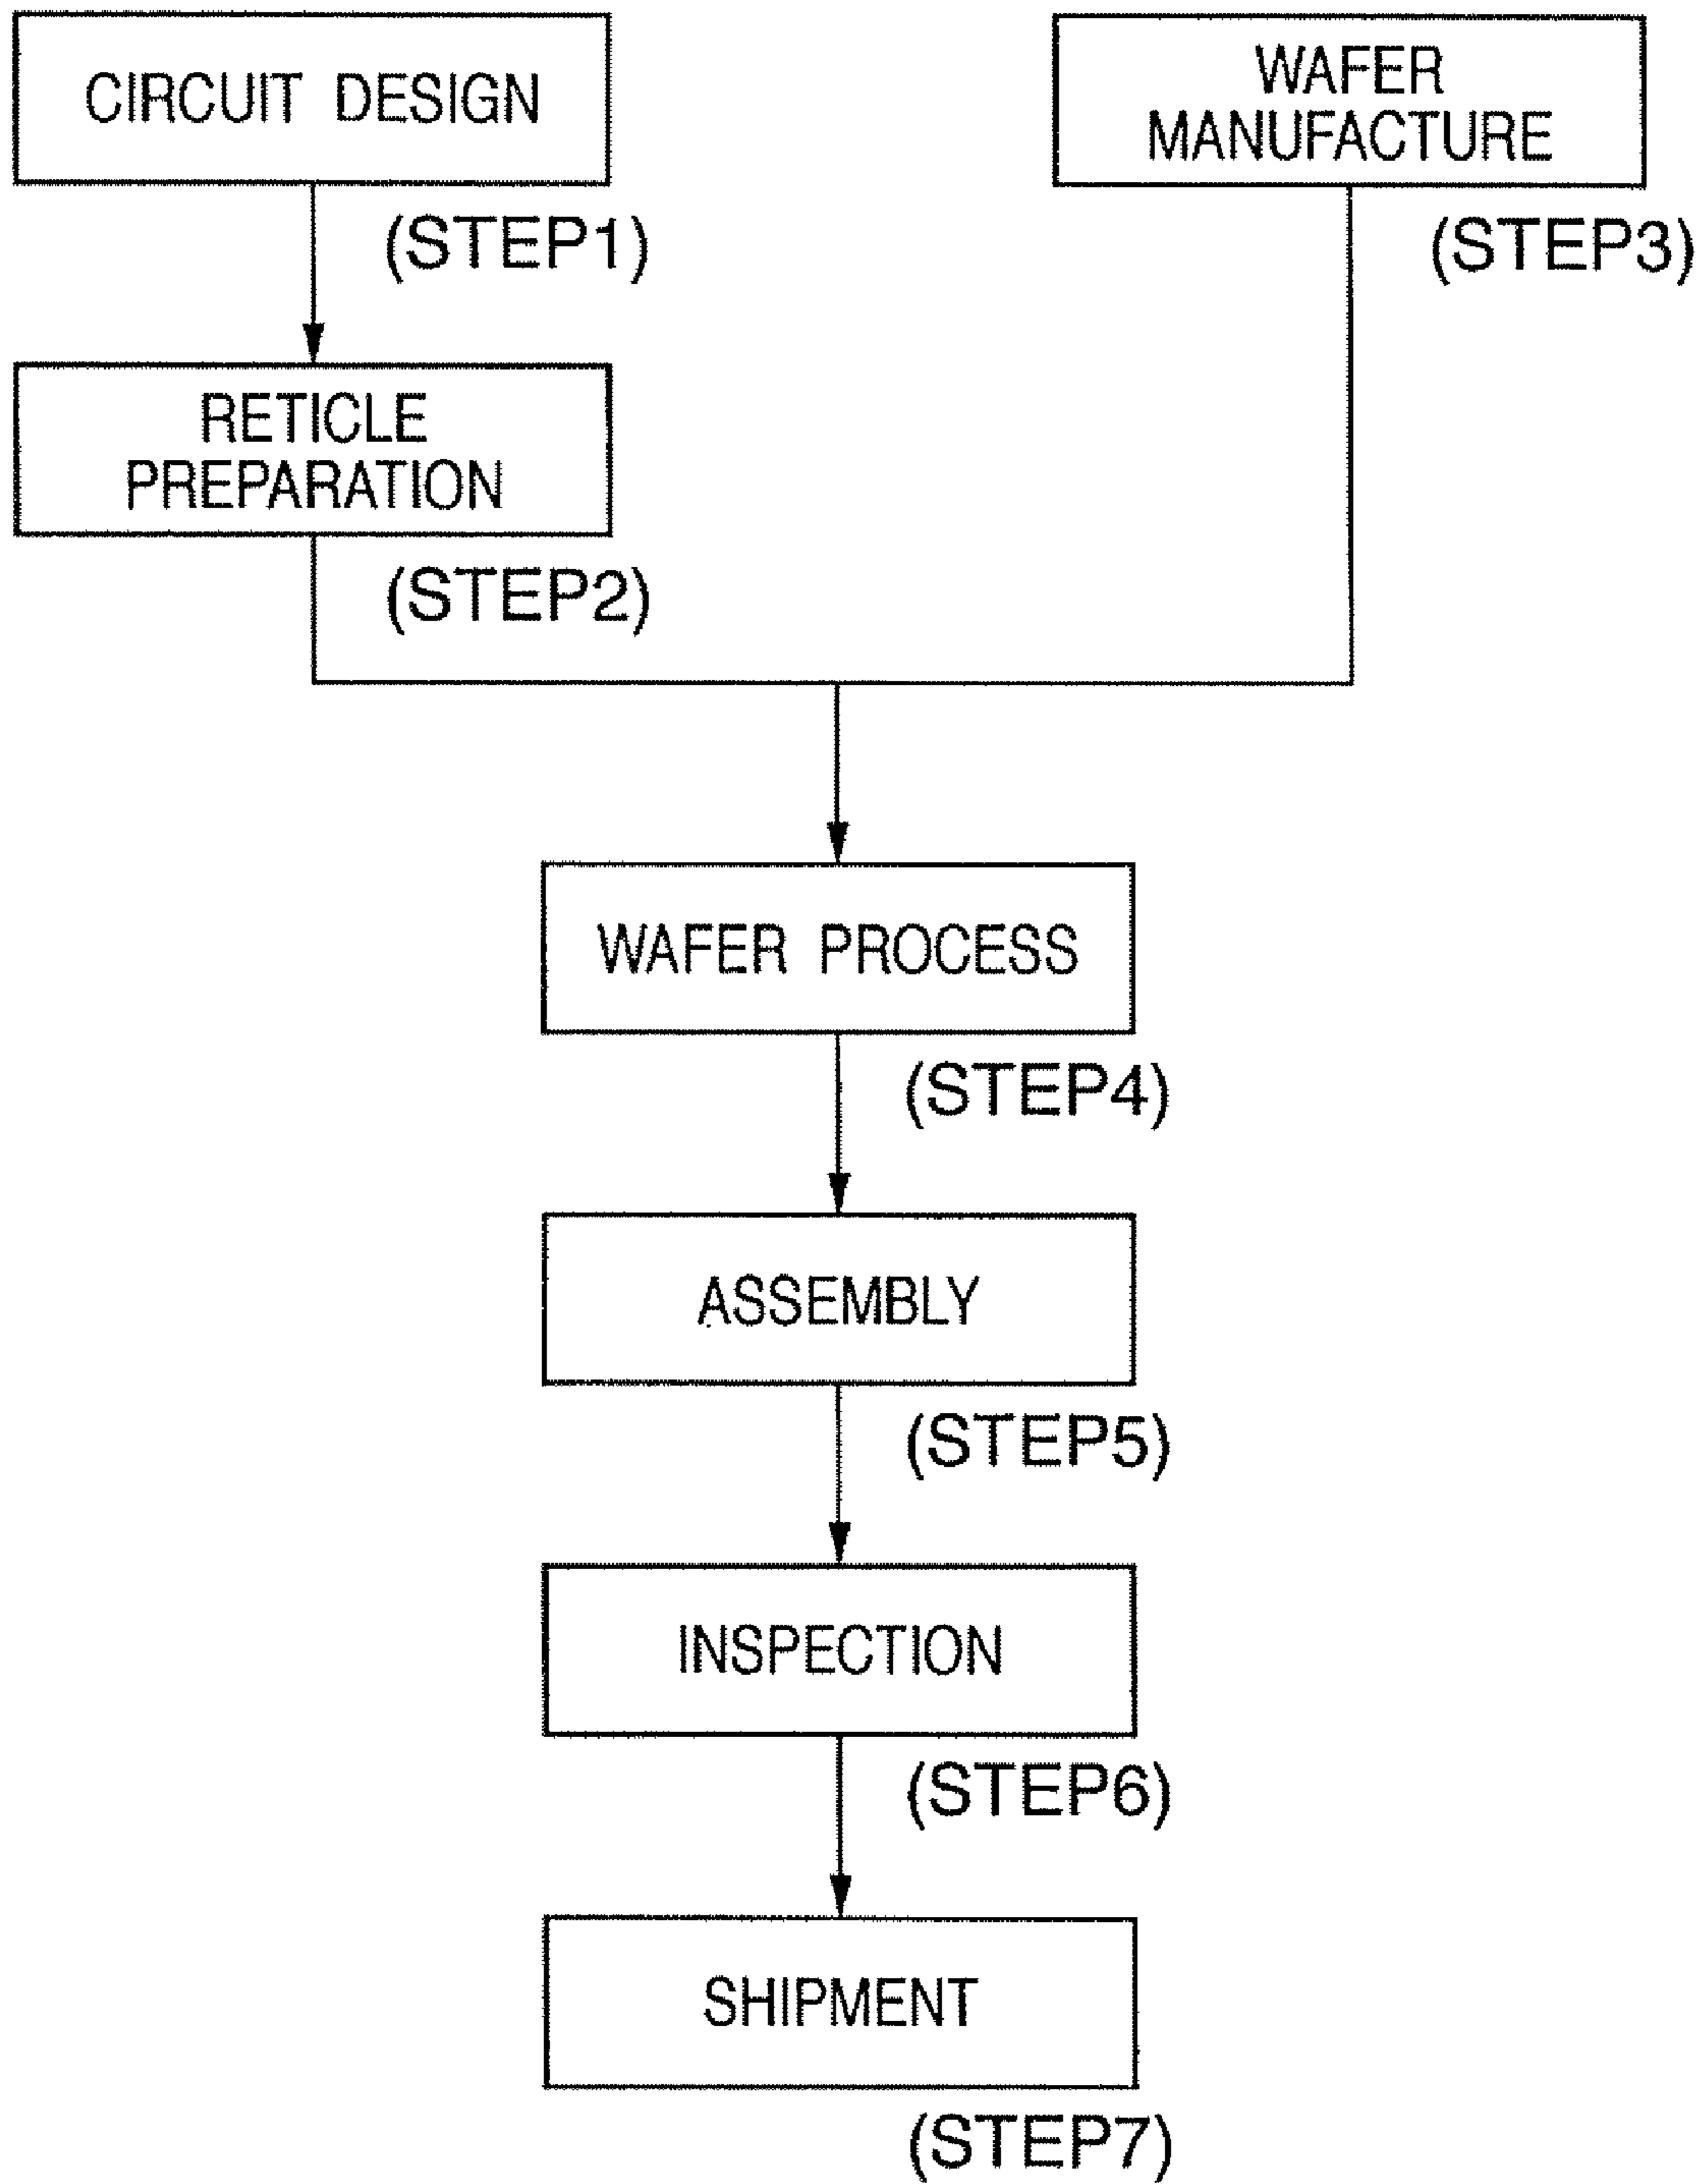 CIRCUIT DESIGN
(STEP1)
WAFER
MANUFACTURE
(STEP3)
RETICLE
PREPARATION
(STEP2)
WAFER PROCESS
(STEP4)
ASSEMBLY
(STEP5)
INSPECTION
(STEP6)
SHIPMENT
(STEP7)